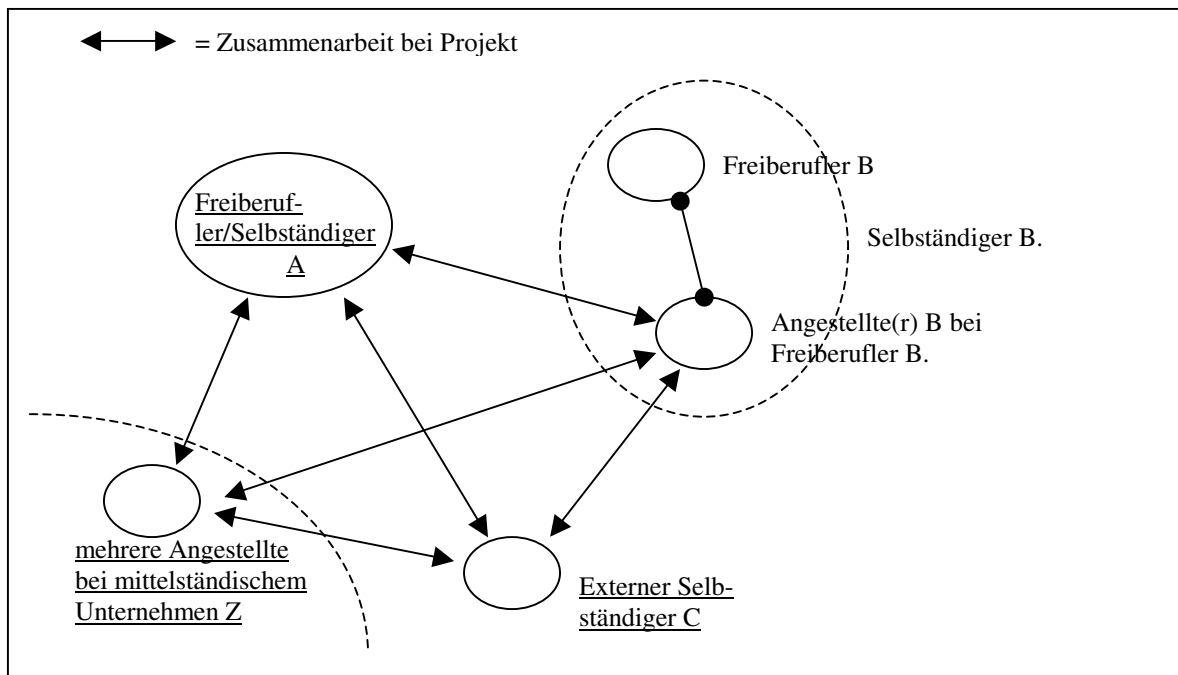 = Zusammenarbeit bei Projekt
Freiberufler B
Freiberuf-
ler/Selbständiger
A
Selbständiger B.
Angestellte(r) B bei
Freiberufler B.
mehrere Angestellte
bei mittelständischem
Unternehmen Z
Externer Selb-
ständiger C